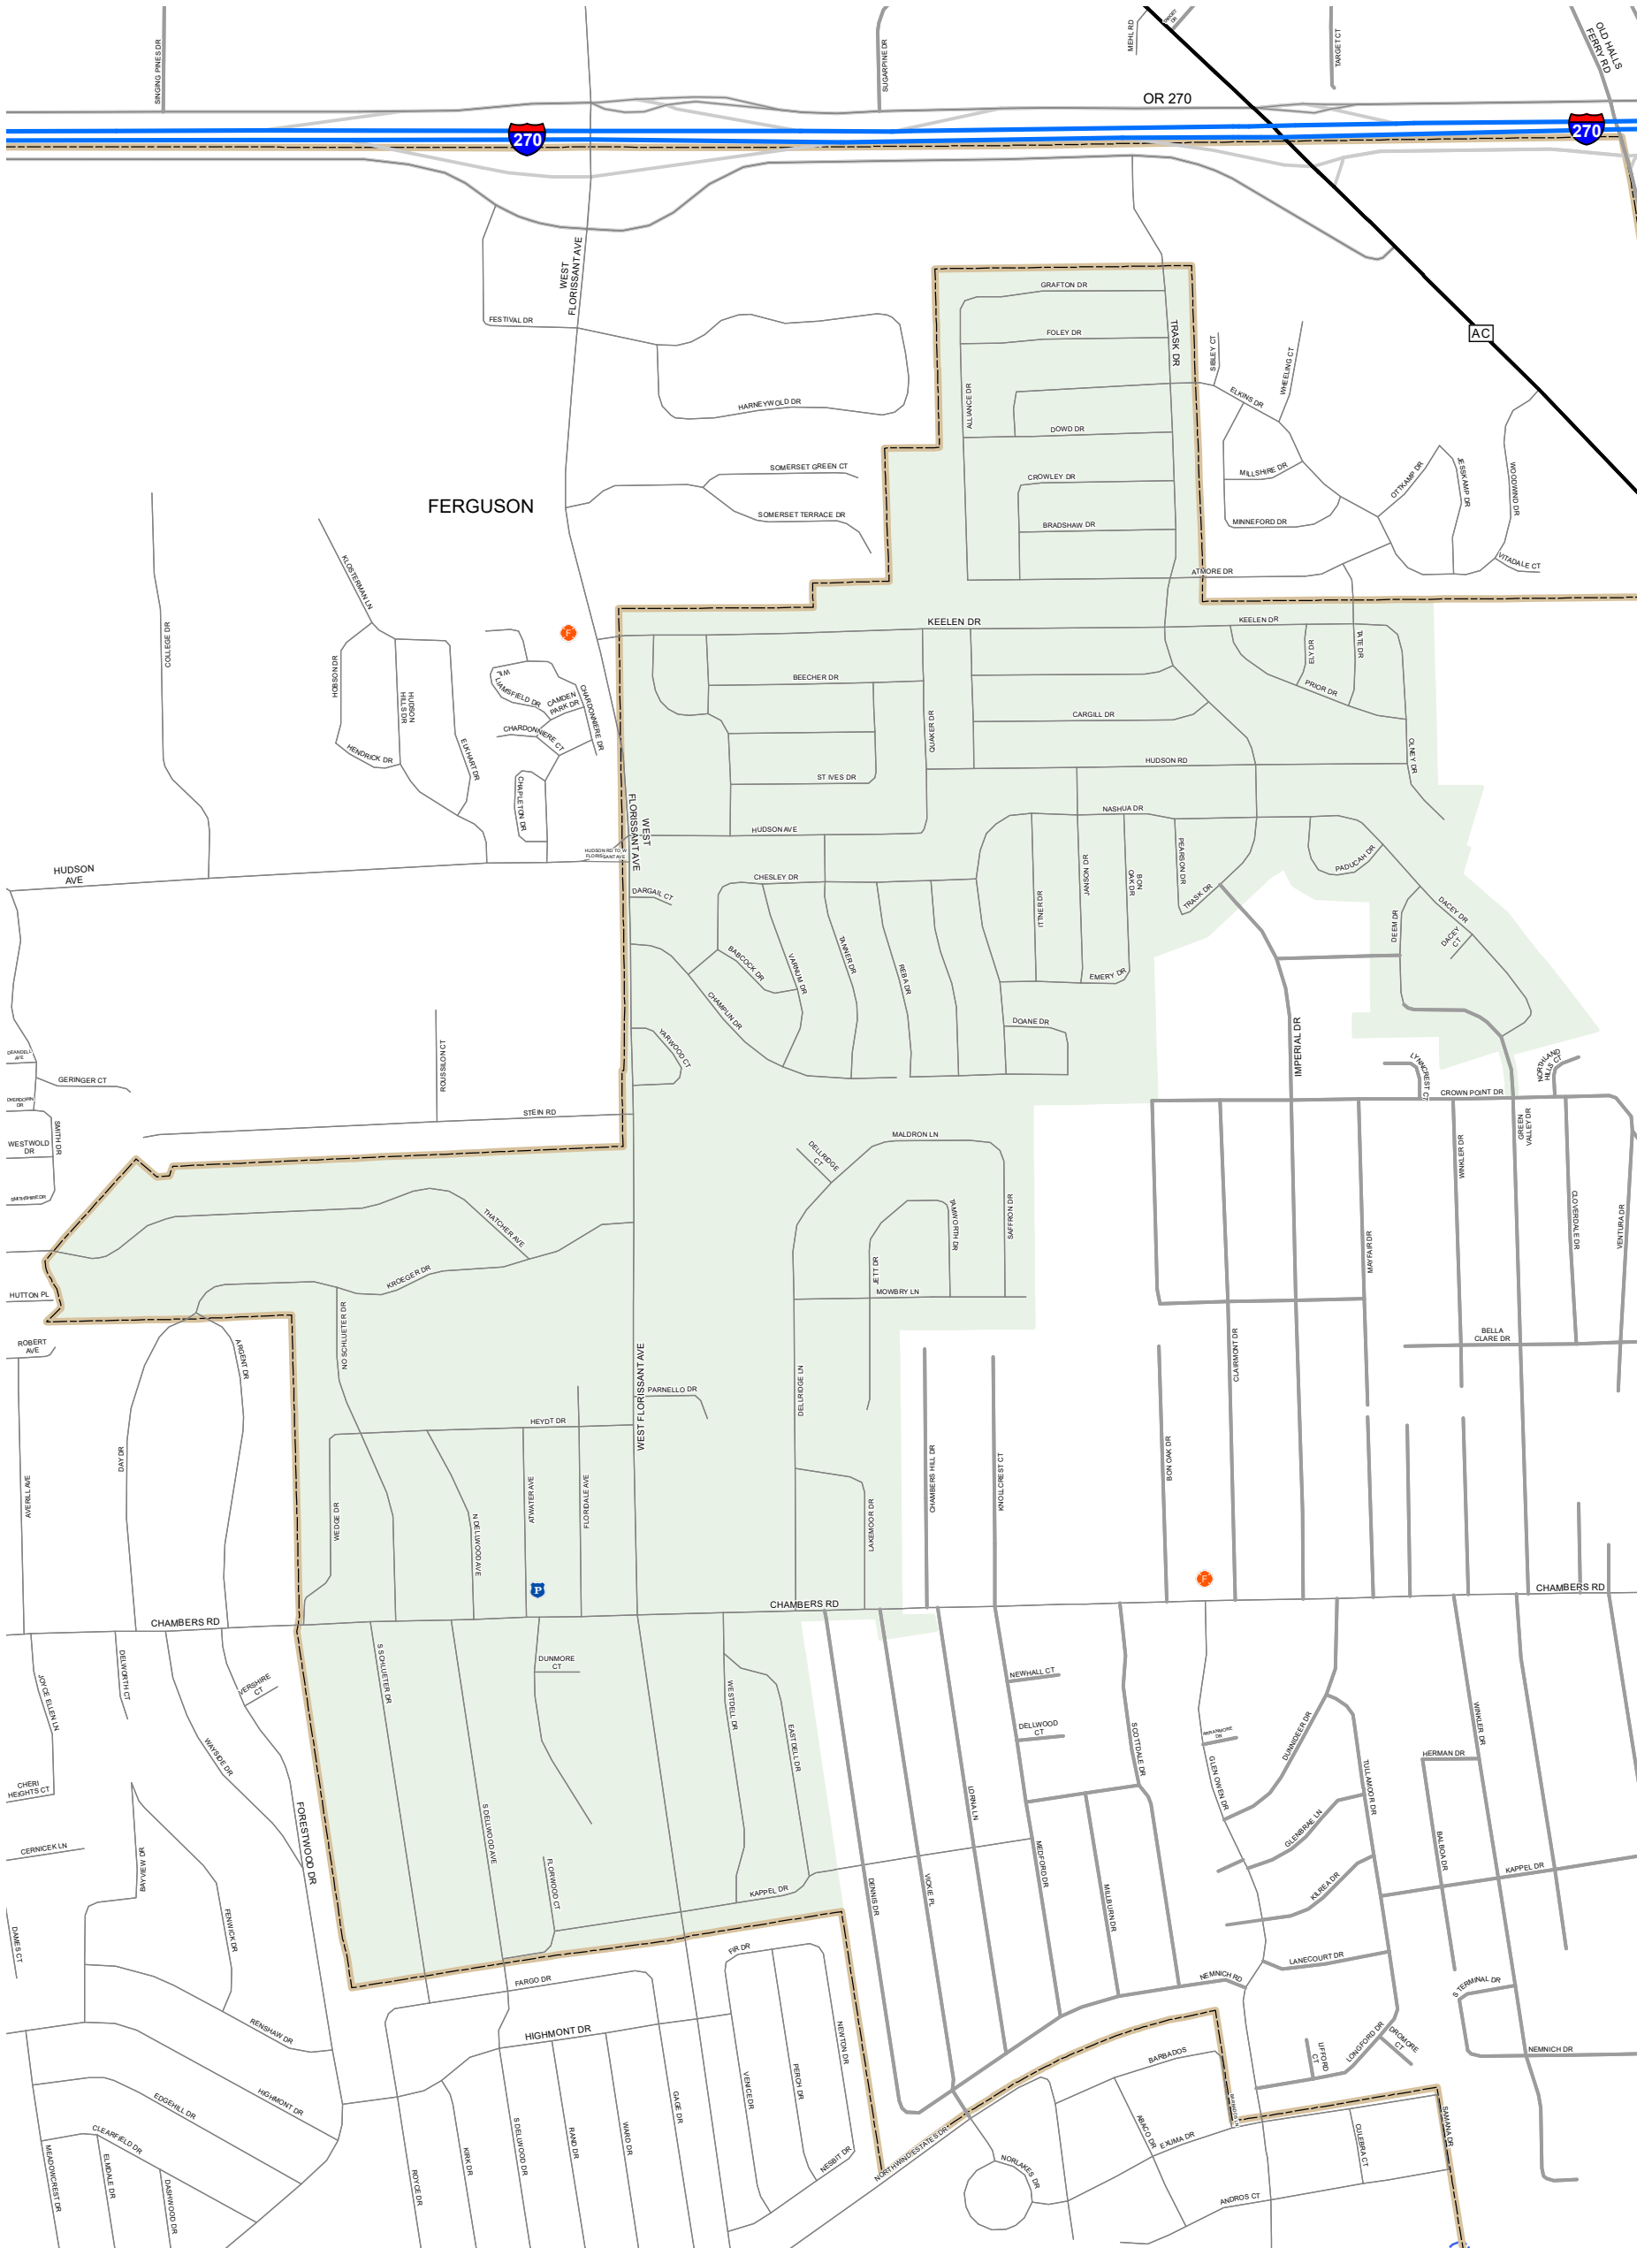 SINGING PINES DR
SUGARPINE DR
MEHL RD
TARGET CT
OLD HALLS
FERRY RD
OR 270
270
270
WEST
FLORISSANT AVE
FESTIVAL DR
HARNEYWOLD DR
GRAFTON DR
FOLEY DR
TRASK DR
SIBLEY CT
WHEELING CT
AC
ELKINS DR
ALLIANCE DR
DOWD DR
SOMERSET GREEN CT
CROWLEY DR
MILLSHIRE DR
OTTKAMP DR
JESSKAMP DR
WOODWIND DR
FERGUSON
SOMERSET TERRACE DR
BRADSHAW DR
MINNEFORD DR
VITADALE CT
ATMORE DR
KLOSTERMAN LN
COLLEGE DR
F
KEELEN DR
KEELEN DR
ELY DR
TATE DR
HOBSON DR
HUDSON
HILLS DR
WIL
LIAMSFIELD DR
CAMDEN
PARK DR
CHARDONNIERE DR
CHARDONNIERE CT
BEECHER DR
PRIOR DR
QUAKER DR
CARGILL DR
HENDRICK DR
ELKHART DR
OLNEY DR
HUDSON RD
CHAPLETON DR
ST IVES DR
WEST
FLORISSANT AVE
NASHUA DR
HUDSON AVE
HUDSON RD TO W
FLORISSANT AVE
HUDSON
AVE
PEARSON DR
PADUCAH DR
CHESLEY DR
DARGAIL CT
ITTNER DR
JANSON DR
BON
OAK DR
TRASK DR
DEEM DR
DACEY DR
DACEY
CT
BABCOCK DR
VARNUM DR
TANNER DR
REBA DR
EMERY DR
CHAMPLIN DR
DOANE DR
IMPERIAL DR
YARWOOD CT
ROUSSILON CT
GERINGER CT
LYNNCREST CT
NORTHLAND
HILLS CT
CROWN POINT DR
STEIN RD
SMITH DR
WESTWOLD
DR
MALDRON LN
DELLRIDGE
CT
WINKLER DR
GREEN
VALLEY DR
CLOVERDALE DR
VENTURA DR
THATCHER AVE
TAMWORTH DR
SAFFRON DR
MAYFAIR DR
KROEGER DR
JETT DR
HUTTON PL
MOWBRY LN
ROBERT
AVE
ARGENT DR
NO SCHLUETER DR
BELLA
CLARE DR
CLAIRMONT DR
WEST FLORISSANT AVE
PARNELLO DR
DELLRIDGE LN
HEYDT DR
DAY DR
AVERILL AVE
WEDGE DR
N DELLWOOD AVE
ATWATER AVE
FLORIDALE AVE
LAKEMOOR DR
CHAMBERS HILL DR
KNOLLCREST CT
BON OAK DR
P
F
CHAMBERS RD
CHAMBERS RD
CHAMBERS RD
JOYCE ELLEN LN
DELWORTH CT
VERSHIRE
CT
WAYSIDE DR
S SCHLUETER DR
DUNMORE
CT
WESTDELL DR
EASTDELL DR
NEWHALL CT
DELLWOOD
CT
SCOTTDALE DR
GLEN OWEN DR
DUNNIDEER DR
WINKLER DR
HERMAN DR
TULLAMOOR DR
CHERI
HEIGHTS CT
FORESTWOOD DR
S DELLWOOD AVE
LORNA LN
GLENBRAE LN
BALBOA DR
CERNICEK LN
BAYVIEW DR
FLORWOOD CT
KAPPEL DR
KAPPEL DR
DENNIS DR
VICKIE PL
MEDFORD DR
MILLBURN DR
KILREA DR
DAMES CT
FENWICK DR
FIR DR
LANECOURT DR
FARGO DR
NEMNICH RD
S TERMINAL DR
RENSHAW DR
HIGHMONT DR
NEWTON DR
UFFORD
CT
LONGFORD DR
DROMORE
CT
NEMNICH DR
BARBADOS
EDGEHILL DR
HIGHMONT DR
VENICE DR
PERCH DR
GAGE DR
CLEARFIELD DR
MEADOWCREST DR
ELMDALE DR
DASHWOOD DR
ROYCE DR
KIRK DR
S DELLWOOD DR
RAND DR
WARD DR
NESBIT DR
NORTHWIND ESTATES DR
NORLAKES DR
ABACO DR
EXUMA DR
CULEBRA CT
SAMANA DR
ANDROS CT